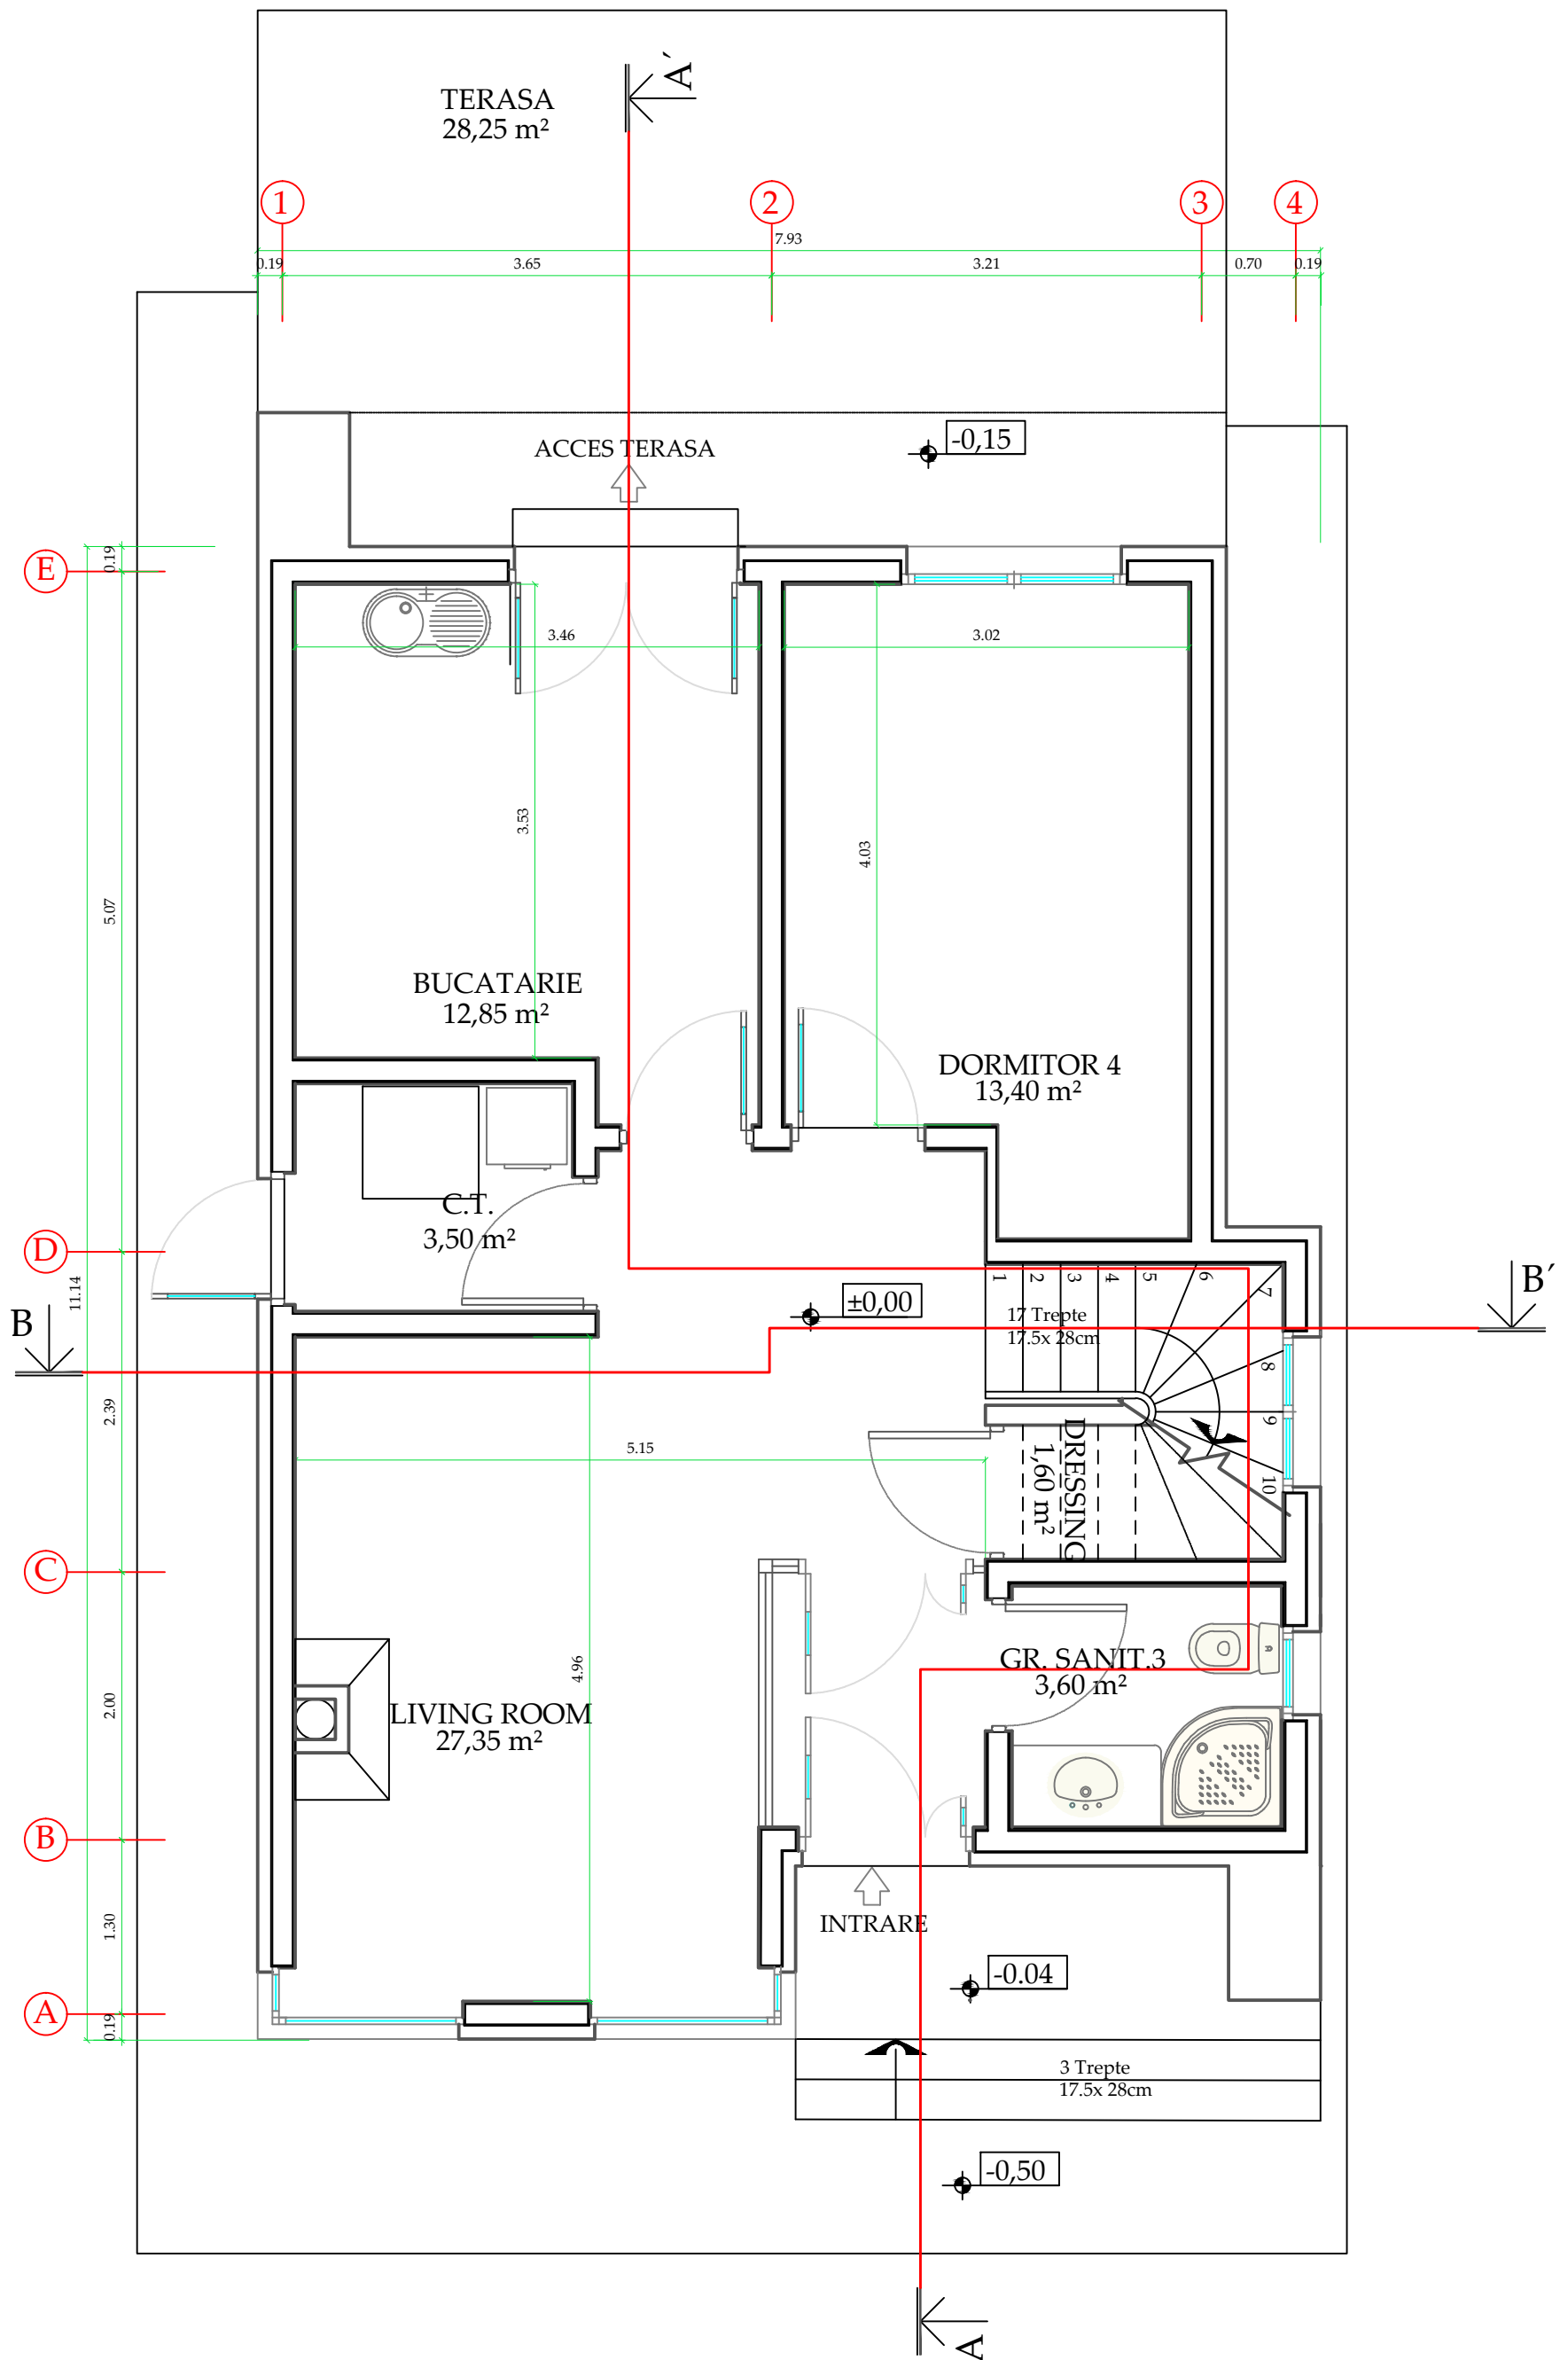 A´
TERASA
28,25 m²
1
2
3
4
7.93
0.19
3.65
3.21
0.70
0.19
ACCES TERASA
-0,15
E
0.19
3.46
3.02
3.53
4.03
5.07
BUCATARIE
12,85 m²
DORMITOR 4
13,40 m²
C.T.
3,50 m²
D
11.14
1
2
3
4
5
6
7
8
9
10
±0,00
17 Trepte
17.5x 28cm
B
B´
2.39
5.15
DRESSING
1,60 m²
C
GR. SANIT.3
3,60 m²
4.96
2.00
LIVING ROOM
27,35 m²
B
1.30
INTRARE
-0.04
A
0.19
3 Trepte
17.5x 28cm
-0,50
A